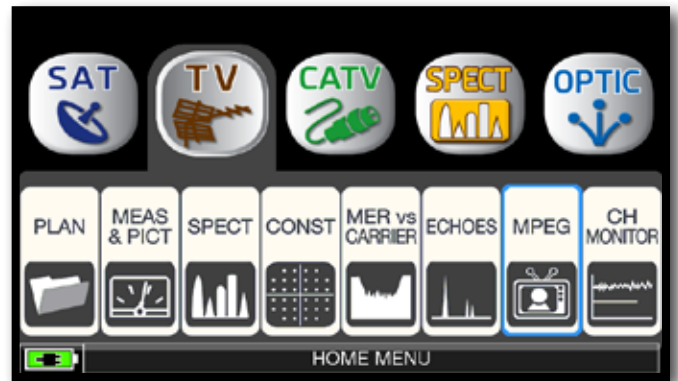 SAT TV CATV SPECT OPTIC
PLAN MEAS & PICT SPECT CONST MER vs CARRIER ECHOES MPEG CH MONITOR
HOME MENU